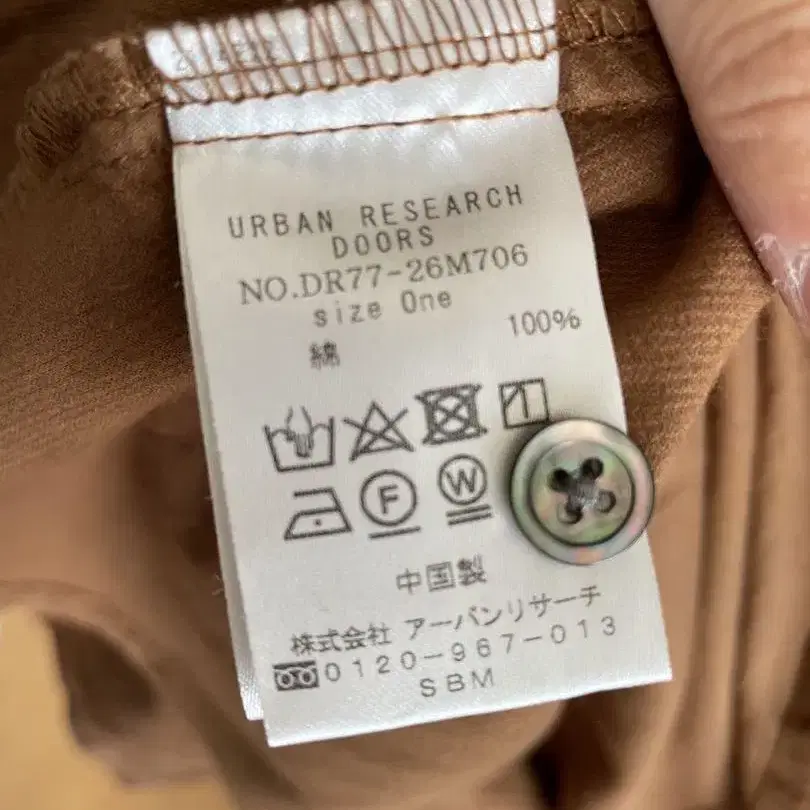 URBAN RESEARCH
DOORS
NO.DR77-26M706
size One
綿 100%
F W
中国製
株式会社 アーバンリサーチ
0120-967-013
SBM